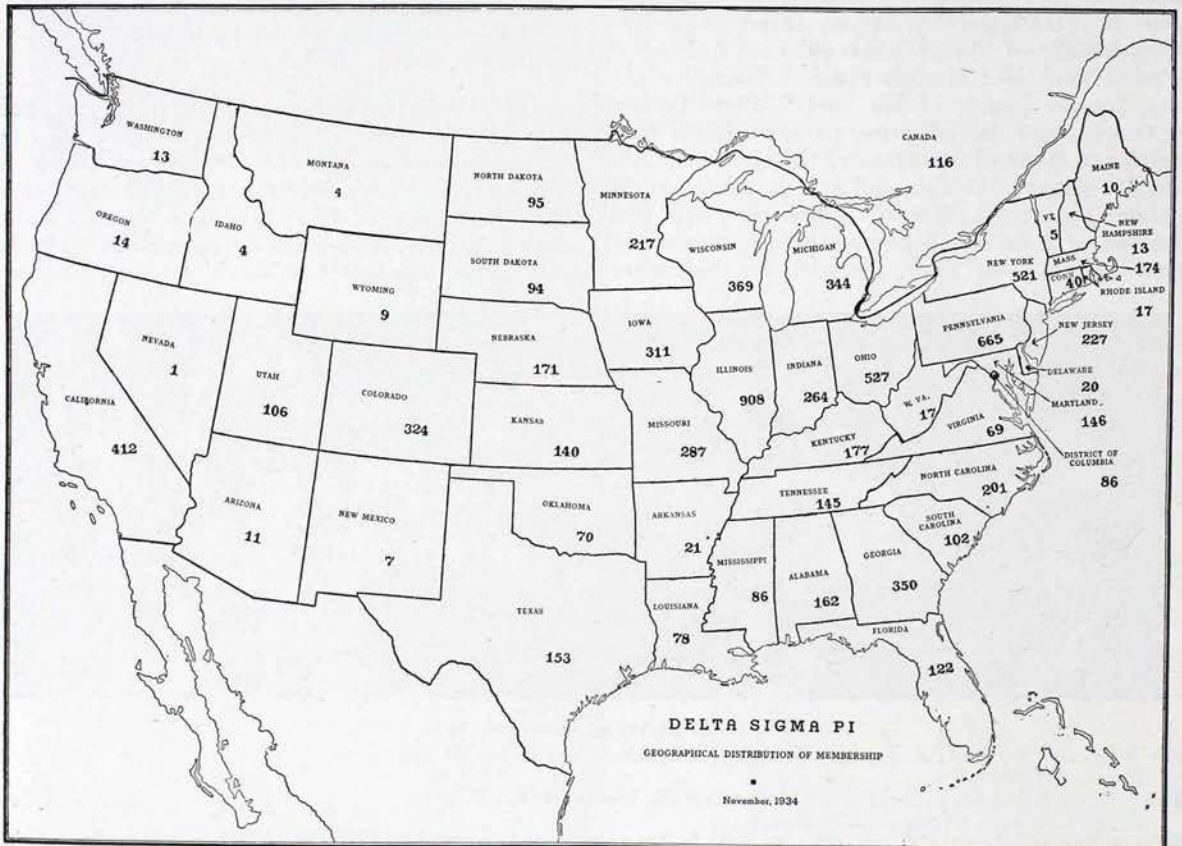 WASHINGTON
13
MONTANA
4
NORTH DAKOTA
95
MINNESOTA
217
CANADA
116
MAINE
10
OREGON
14
IDAHO
4
WYOMING
9
SOUTH DAKOTA
94
WISCONSIN
369
MICHIGAN
344
NEW YORK
521
VT.
5
NEW
HAMPSHIRE
13
MASS
174
CONN
40
RHODE ISLAND
17
NEVADA
1
UTAH
106
COLORADO
324
NEBRASKA
171
IOWA
311
ILLINOIS
908
INDIANA
264
OHIO
527
PENNSYLVANIA
665
NEW JERSEY
227
DELAWARE
20
MARYLAND
146
CALIFORNIA
412
KANSAS
140
MISSOURI
287
KENTUCKY
177
W. VA.
17
VIRGINIA
69
DISTRICT OF
COLUMBIA
86
ARIZONA
11
NEW MEXICO
7
OKLAHOMA
70
ARKANSAS
21
TENNESSEE
145
NORTH CAROLINA
201
SOUTH
CAROLINA
102
TEXAS
153
LOUISIANA
78
MISSISSIPPI
86
ALABAMA
162
GEORGIA
350
FLORIDA
122
DELTA SIGMA PI
GEOGRAPHICAL DISTRIBUTION OF MEMBERSHIP
November, 1934